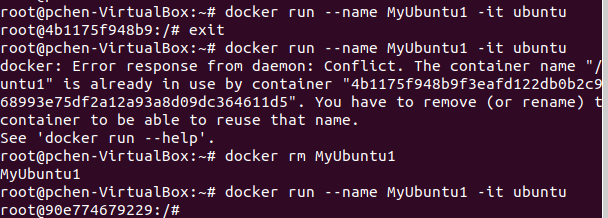 root@pchen-VirtualBox:~# docker run --name MyUbuntu1 -it ubuntu
root@4b1175f948b9:/# exit
root@pchen-VirtualBox:~# docker run --name MyUbuntu1 -it ubuntu
docker: Error response from daemon: Conflict. The container name "/
untu1" is already in use by container "4b1175f948b9f3eafd122db0b2c9
68993e75df2a12a93a8d09dc364611d5". You have to remove (or rename) t
container to be able to reuse that name.
See 'docker run --help'.
root@pchen-VirtualBox:~# docker rm MyUbuntu1
MyUbuntu1
root@pchen-VirtualBox:~# docker run --name MyUbuntu1 -it ubuntu
root@90e774679229:/#